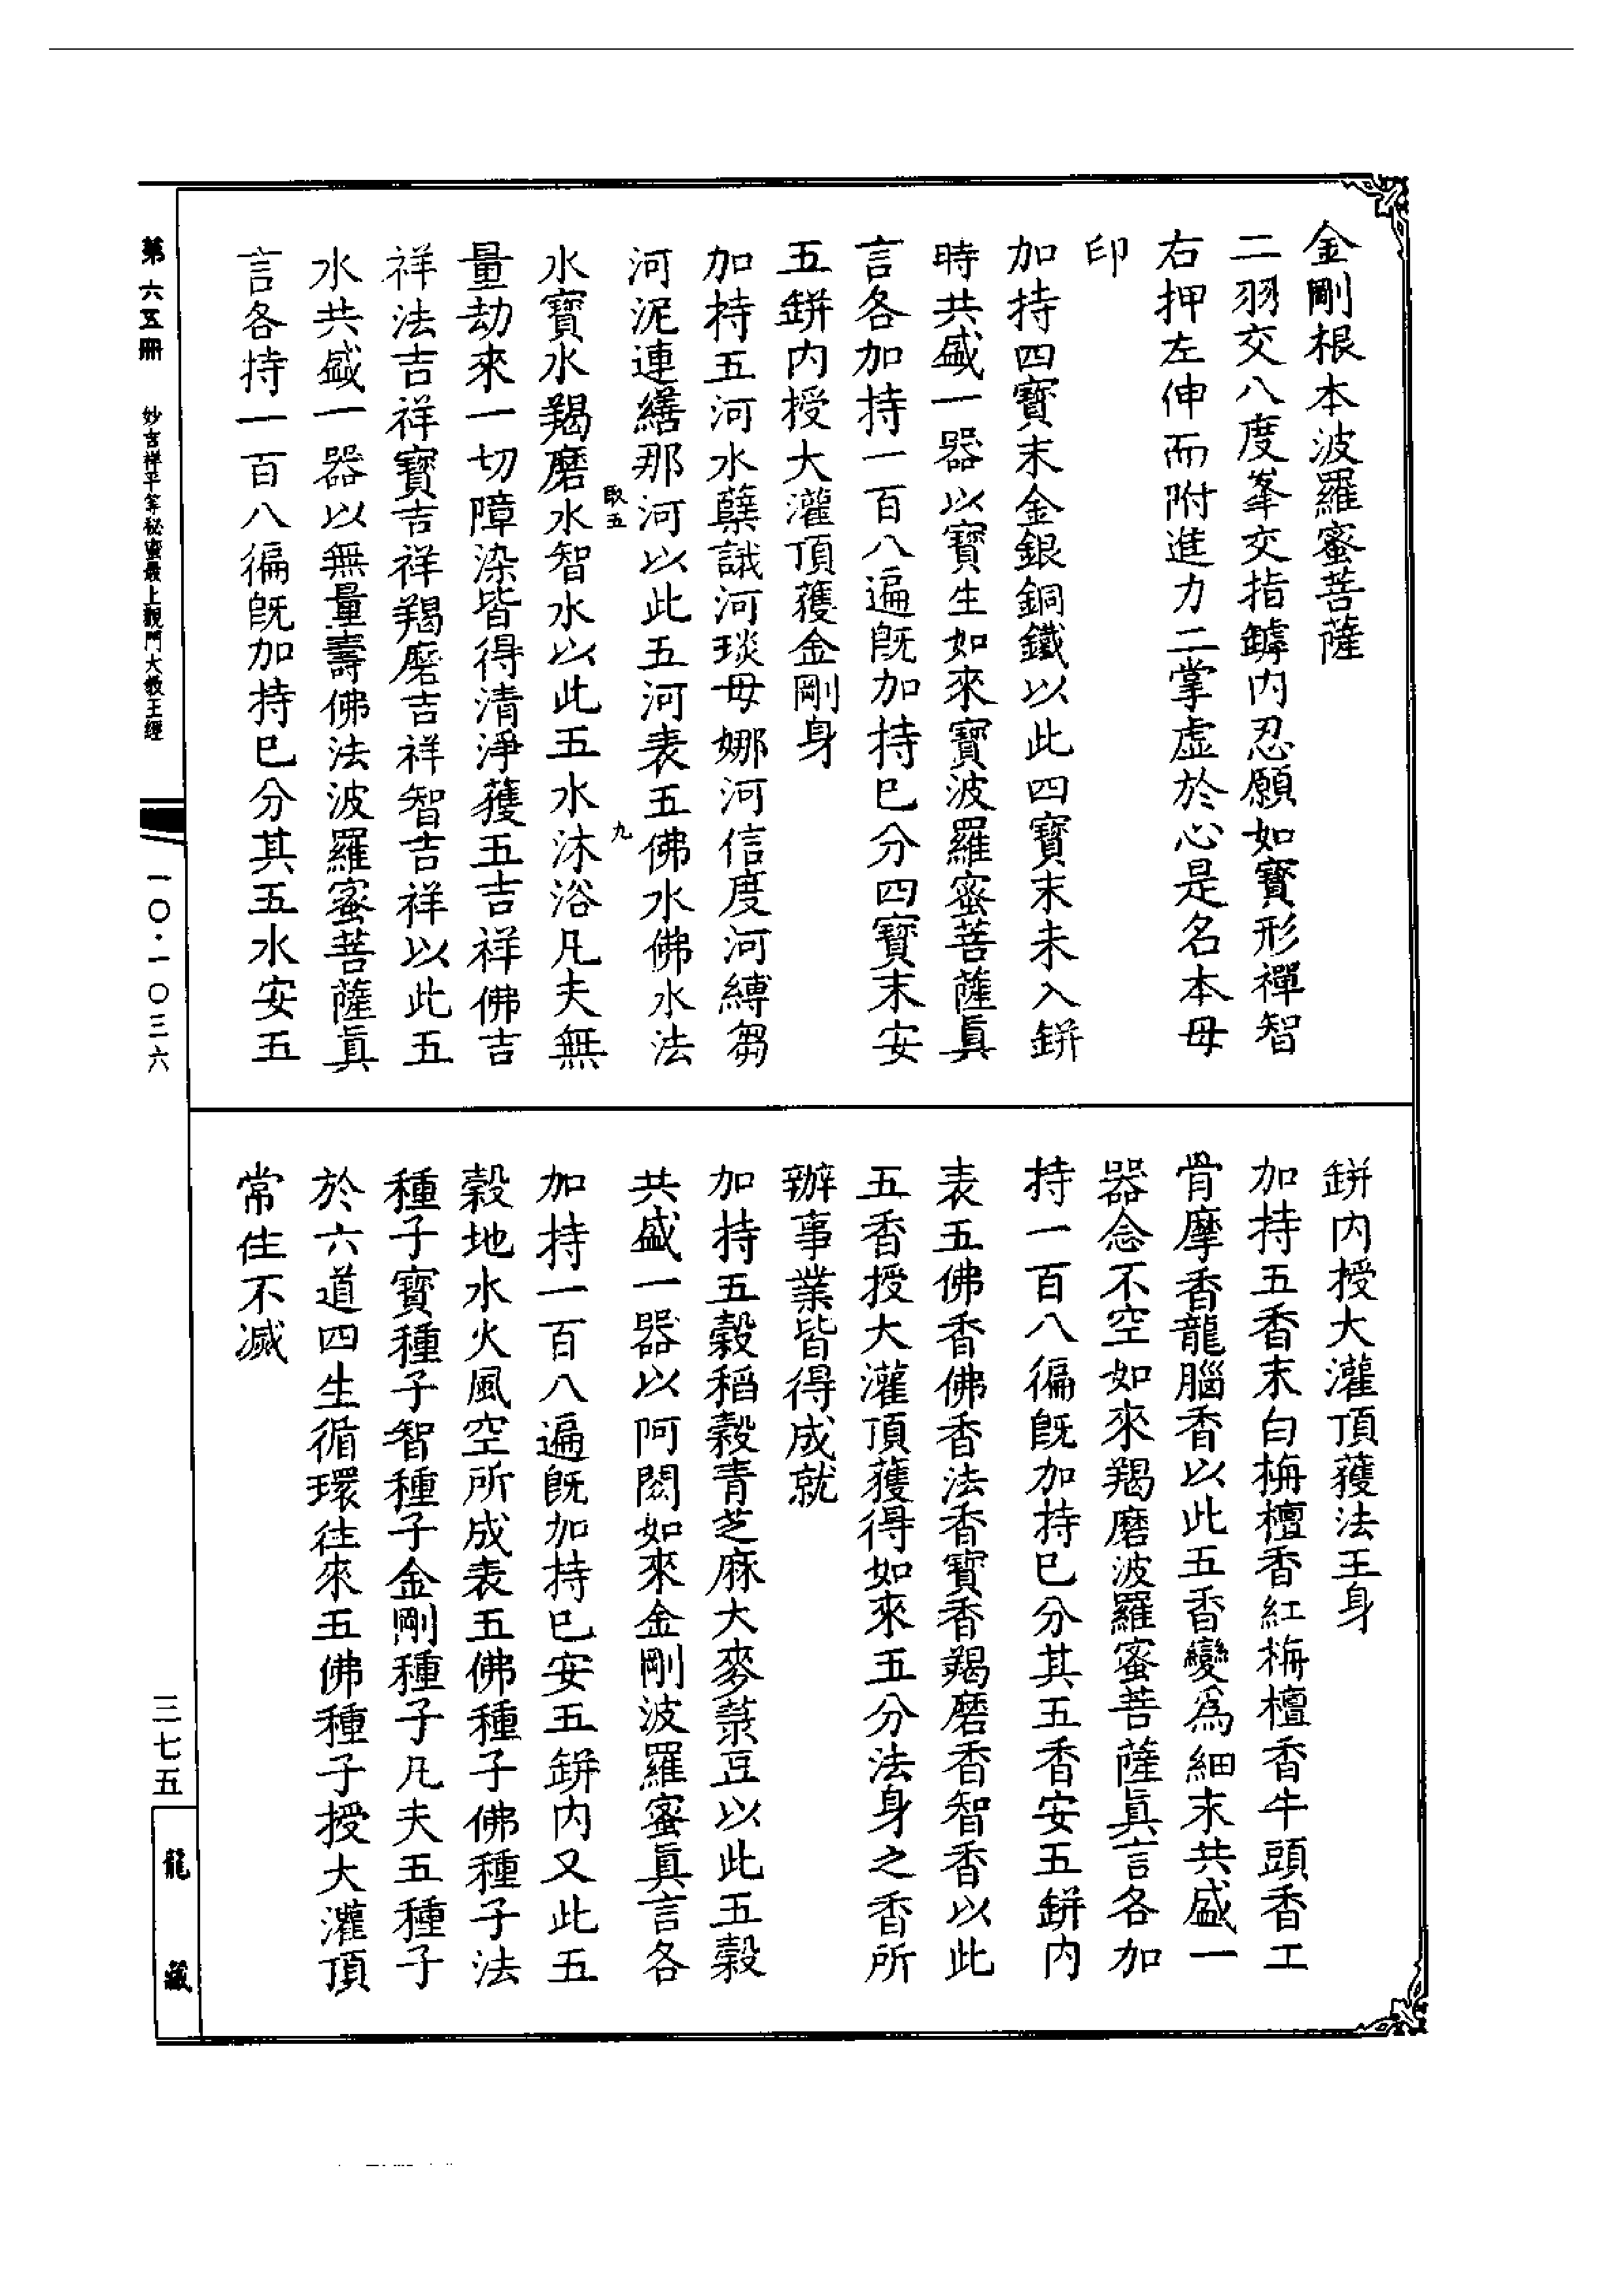 金剛根本波羅蜜菩薩
二羽交八度峯交指罅內忍願如寶形禪智
右押左伸而附進力二掌虛於心是名本母
印
加持四寶末金銀銅鐵以此四寶末未入缾
時共盛一器以寶生如來寶波羅蜜菩薩眞
言各加持一百八遍旣加持已分四寶末安
五缾內授大灌頂獲金剛身
加持五河水蘖誐河琰母娜河信度河縛芻
河泥連繕那河以此五河表五佛水佛水法
水寶水羯磨水智水以此五水沐浴凡夫無
量劫來一切障染皆得清淨獲五吉祥佛吉
祥法吉祥寶吉祥羯磨吉祥智吉祥以此五
水共盛一器以無量壽佛法波羅蜜菩薩眞
言各持一百八徧旣加持已分其五水安五
取五
九
缾內授大灌頂獲法王身
加持五香末白栴檀香紅栴檀香牛頭香工
骨摩香龍腦香以此五香變爲細末共盛一
器念不空如來羯磨波羅蜜菩薩眞言各加
持一百八徧旣加持已分其五香安五缾內
表五佛香佛香法香寶香羯磨香智香以此
五香授大灌頂獲得如來五分法身之香所
辦事業皆得成就
加持五穀稻穀青芝麻大麥菉豆以此五穀
共盛一器以阿閦如來金剛波羅蜜眞言各
加持一百八遍旣加持已安五缾內又此五
穀地水火風空所成表五佛種子佛種子法
種子寶種子智種子金剛種子凡夫五種子
於六道四生循環往來五佛種子授大灌頂
常住不滅
第六五冊 妙吉祥平等秘密最上觀門大教王經
一〇·一〇三六
三七五
龍藏